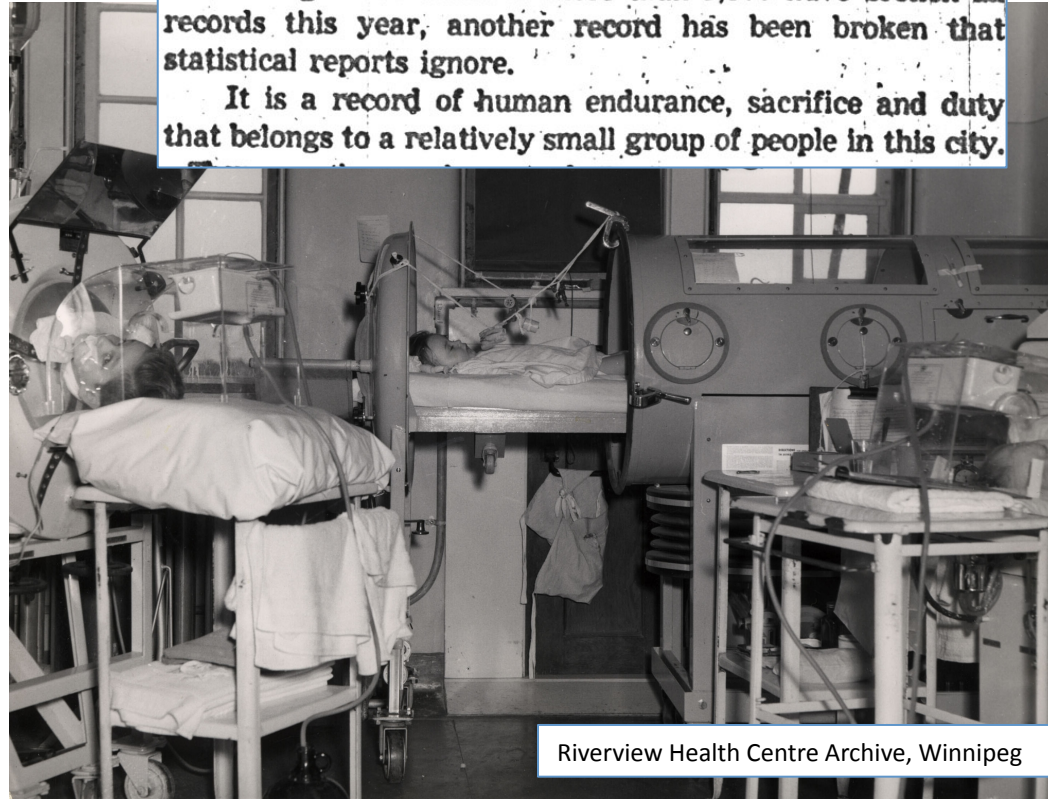 records this year, another record has been broken that
statistical reports ignore.
It is a record of human endurance, sacrifice and duty
that belongs to a relatively small group of people in this city.
Riverview Health Centre Archive, Winnipeg